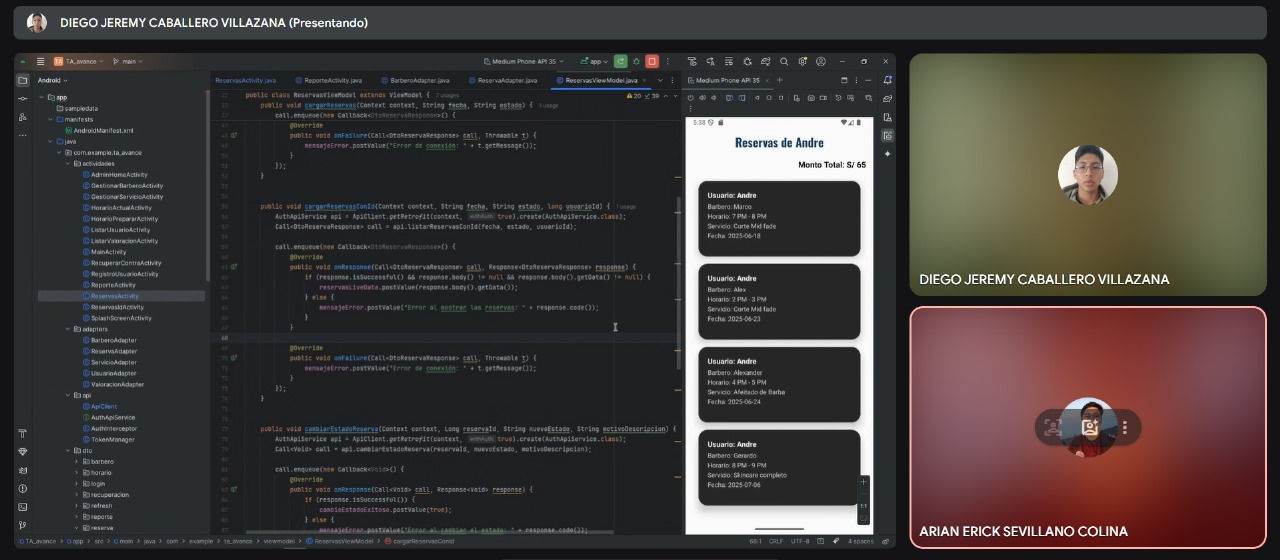 DIEGO JEREMY CABALLERO VILLAZANA (Presentando)
TA_avance
main
Medium Phone API 35
app
Android
ReservasActivity.java
ReporteActivity.java
BarberoAdapter.java
ReservaAdapter.java
ReservasViewModel.java
Medium Phone API 35
app
sampledata
manifests
AndroidManifest.xml
java
com.example.ta_avance
actividades
AdminHomeActivity
GestionarBarberoActivity
GestionarServicioActivity
HorarioActualActivity
HorarioPrepararActivity
ListarUsuarioActivity
ListarValoracionActivity
MainActivity
RecuperarContraActivity
RegistroUsuarioActivity
ReporteActivity
ReservasActivity
ReservasIdActivity
SplashScreenActivity
adapters
BarberoAdapter
ReservaAdapter
ServicioAdapter
UsuarioAdapter
ValoracionAdapter
api
ApiClient
AuthApiService
AuthInterceptor
TokenManager
dto
barbero
horario
login
recuperacion
refresh
reporte
reserva
public class ReservasViewModel extends ViewModel { 7 usages
20 39
public void cargarReservas(Context context, String fecha, String estado) { 1 usage
call.enqueue(new Callback<DtoReservaResponse>() {
@Override
public void onFailure(Call<DtoReservaResponse> call, Throwable t) {
mensajeError.postValue("Error de conexión: " + t.getMessage());
}
});
}
public void cargarReservasConId(Context context, String fecha, String estado, long usuarioId) { 1 usage
AuthApiService api = ApiClient.getRetrofit(context, withAuth: true).create(AuthApiService.class);
Call<DtoReservaResponse> call = api.listarReservasConId(fecha, estado, usuarioId);
call.enqueue(new Callback<DtoReservaResponse>() {
@Override
public void onResponse(Call<DtoReservaResponse> call, Response<DtoReservaResponse> response) {
if (response.isSuccessful() && response.body() != null && response.body().getData() != null) {
reservasLiveData.postValue(response.body().getData());
} else {
mensajeError.postValue("Error al mostrar las reservas: " + response.code());
}
}
68
@Override
public void onFailure(Call<DtoReservaResponse> call, Throwable t) {
mensajeError.postValue("Error de conexión: " + t.getMessage());
}
});
}
public void cambiarEstadoReserva(Context context, Long reservaId, String nuevoEstado, String motivoDescripcion) {
AuthApiService api = ApiClient.getRetrofit(context, withAuth: true).create(AuthApiService.class);
Call<Void> call = api.cambiarEstadoReserva(reservaId, nuevoEstado, motivoDescripcion);
call.enqueue(new Callback<Void>() {
@Override
public void onResponse(Call<Void> call, Response<Void> response) {
if (response.isSuccessful()) {
cambioEstadoExitoso.postValue(true);
} else {
mensajeError.postValue("Error al cambiar el estado: " + response.code());
5:38
Reservas de Andre
Monto Total: S/ 65
Usuario: Andre
Barbero: Marco
Horario: 7 PM - 8 PM
Servicio: Corte Mid fade
Fecha: 2025-06-18
Usuario: Andre
Barbero: Alex
Horario: 2 PM - 3 PM
Servicio: Corte Mid fade
Fecha: 2025-06-23
Usuario: Andre
Barbero: Alexander
Horario: 4 PM - 5 PM
Servicio: Afeitado de Barba
Fecha: 2025-06-24
Usuario: Andre
Barbero: Gerardo
Horario: 8 PM - 9 PM
Servicio: Skincare completo
Fecha: 2025-07-06
1:1
TA_avance > app > src > main > java > com > example > ta_avance > viewmodel > ReservasViewModel > cargarReservasConId
68:1 CRLF UTF-8 4 spaces
DIEGO JEREMY CABALLERO VILLAZANA
ARIAN ERICK SEVILLANO COLINA